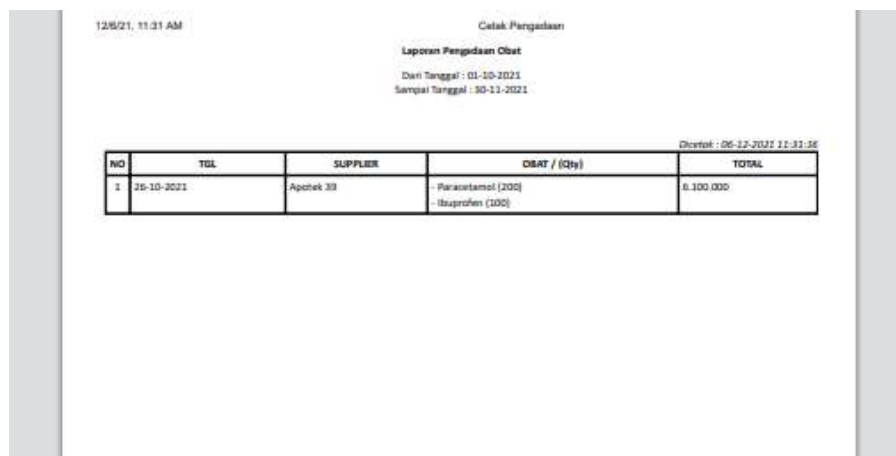 12/6/21, 11:31 AM Cetak Pengadaan
Laporan Pengadaan Obat
Dari Tanggal : 01-10-2021
Sampai Tanggal : 30-11-2021
Dicetak : 06-12-2021 11:31:36
NO TGL SUPPLIER OBAT / (Qty) TOTAL
1 26-10-2021 Apotek 39 - Paracetamol (200) 6.100.000
- Ibuprofen (100)